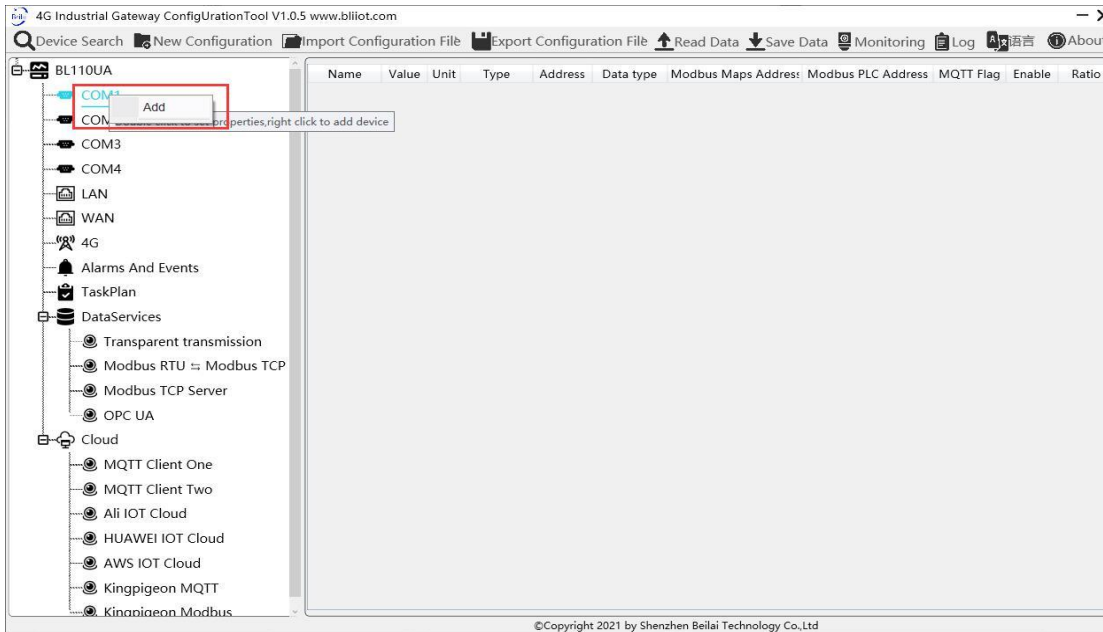 Beilai 4G Industrial Gateway ConfigUrationTool V1.0.5 www.bliiot.com
Device Search New Configuration Import Configuration File Export Configuration File Read Data Save Data Monitoring Log 语言 About
BL110UA
Name Value Unit Type Address Data type Modbus Maps Address Modbus PLC Address MQTT Flag Enable Ratio
COM1
Add
properties,right click to add device
COM3
COM4
LAN
WAN
4G
Alarms And Events
TaskPlan
DataServices
Transparent transmission
Modbus RTU ⇆ Modbus TCP
Modbus TCP Server
OPC UA
Cloud
MQTT Client One
MQTT Client Two
Ali IOT Cloud
HUAWEI IOT Cloud
AWS IOT Cloud
Kingpigeon MQTT
Kingpigeon Modbus
©Copyright 2021 by Shenzhen Beilai Technology Co.,Ltd